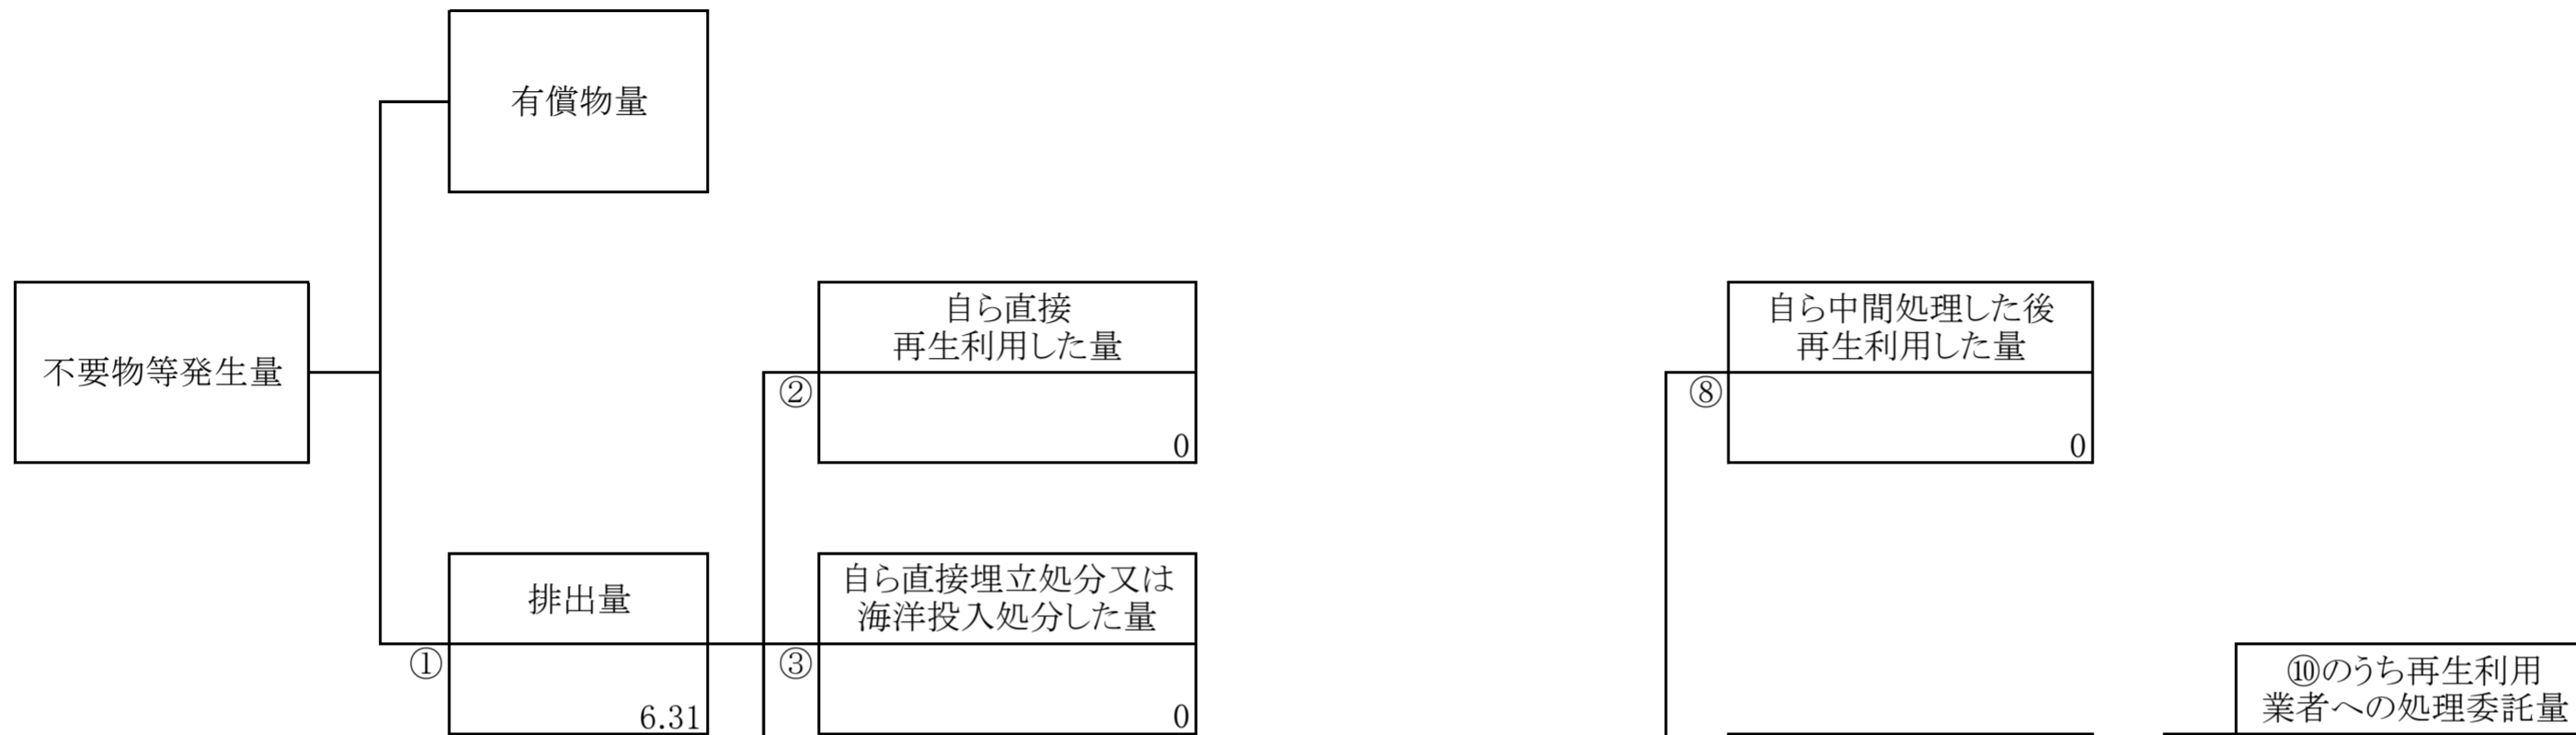 有償物量
不要物等発生量
自ら直接
再生利用した量
②
0
自ら中間処理した後
再生利用した量
⑧
0
排出量
①
6.31
自ら直接埋立処分又は
海洋投入処分した量
③
0
⑩のうち再生利用
業者への処理委託量